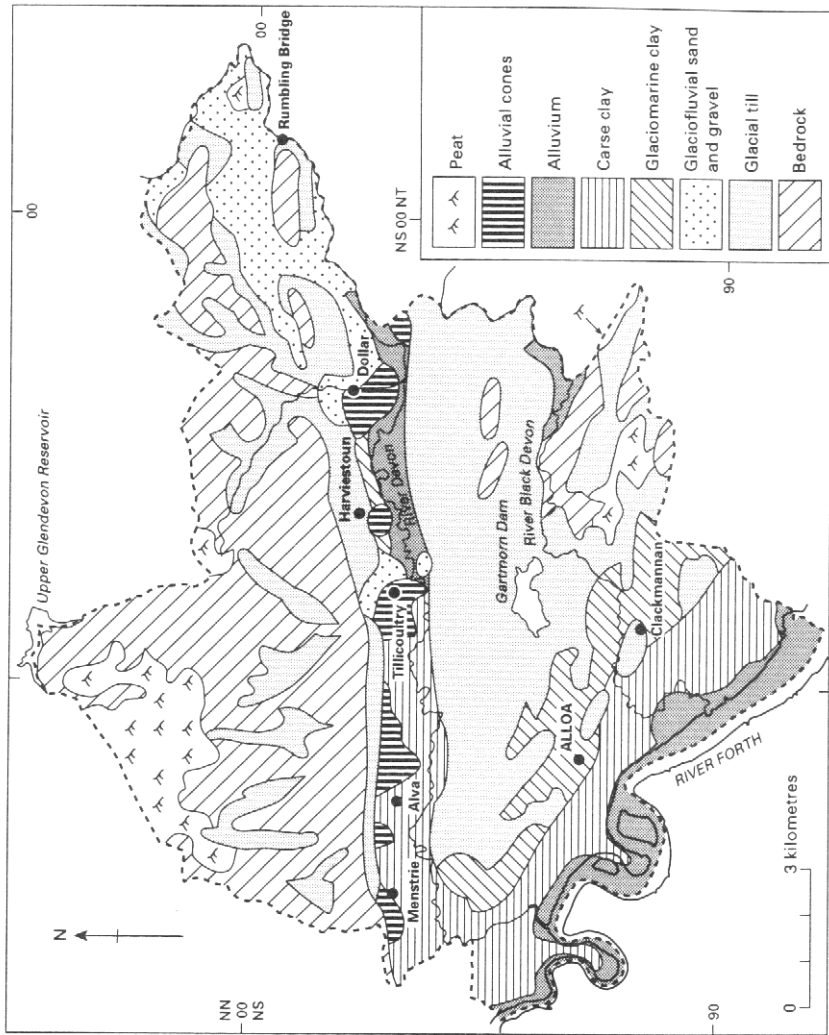 Upper Glendevon Reservoir
N
NN
00
NS
00
00
Rumbling Bridge
Dollar
Harviestoun
River Devon
Tillicoultry
Alva
Menstrie
Gartmorn Dam
River Black Devon
ALLOA
Clackmannan
RIVER FORTH
90
90
0
3 kilometres
NS 00 NT
Peat
Alluvial cones
Alluvium
Carse clay
Glaciomarine clay
Glaciofluvial sand
and gravel
Glacial till
Bedrock